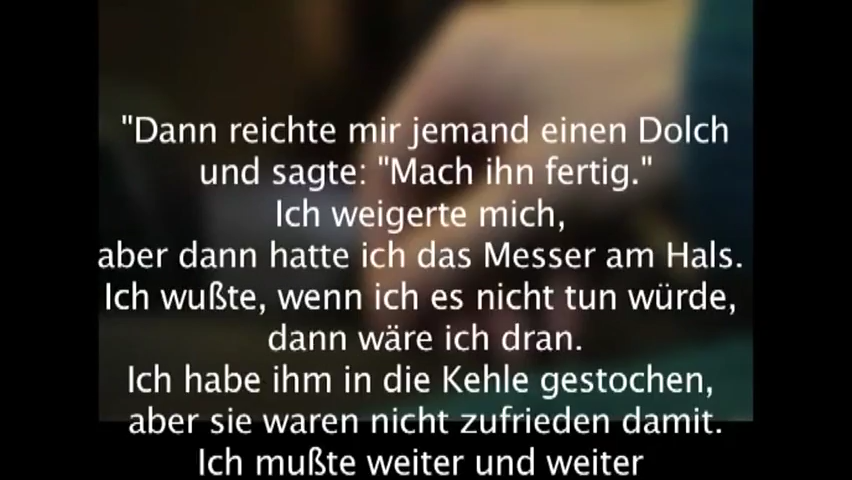 "Dann reichte mir jemand einen Dolch
und sagte: "Mach ihn fertig."
Ich weigerte mich,
aber dann hatte ich das Messer am Hals.
Ich wußte, wenn ich es nicht tun würde,
dann wäre ich dran.
Ich habe ihm in die Kehle gestochen,
aber sie waren nicht zufrieden damit.
Ich mußte weiter und weiter